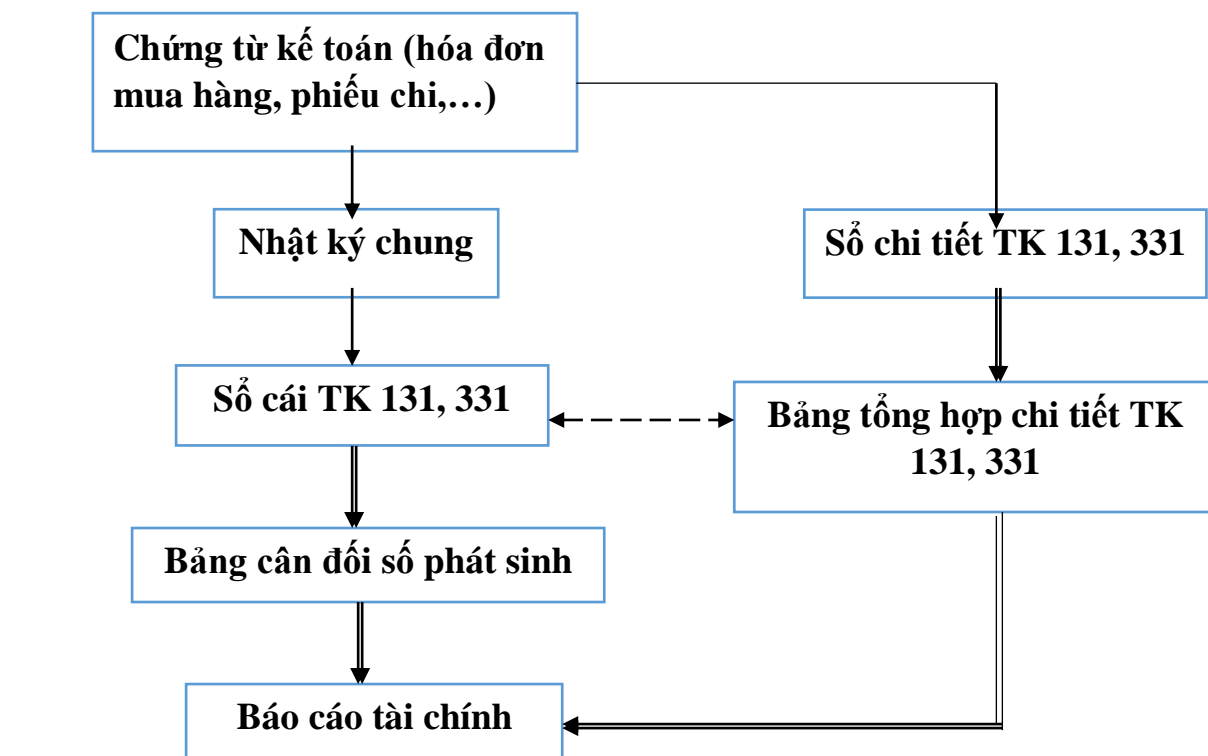 Chứng từ kế toán (hóa đơn
mua hàng, phiếu chi,…)
Nhật ký chung
Sổ chi tiết TK 131, 331
Sổ cái TK 131, 331
Bảng tổng hợp chi tiết TK
131, 331
Bảng cân đối số phát sinh
Báo cáo tài chính